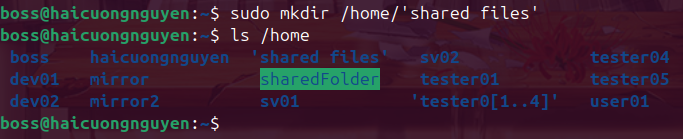 boss@haicuongnguyen:~$ sudo mkdir /home/'shared files'
boss@haicuongnguyen:~$ ls /home
boss haicuongnguyen 'shared files' sv02 tester04
dev01 mirror sharedFolder tester01 tester05
dev02 mirror2 sv01 'tester0[1..4]' user01
boss@haicuongnguyen:~$